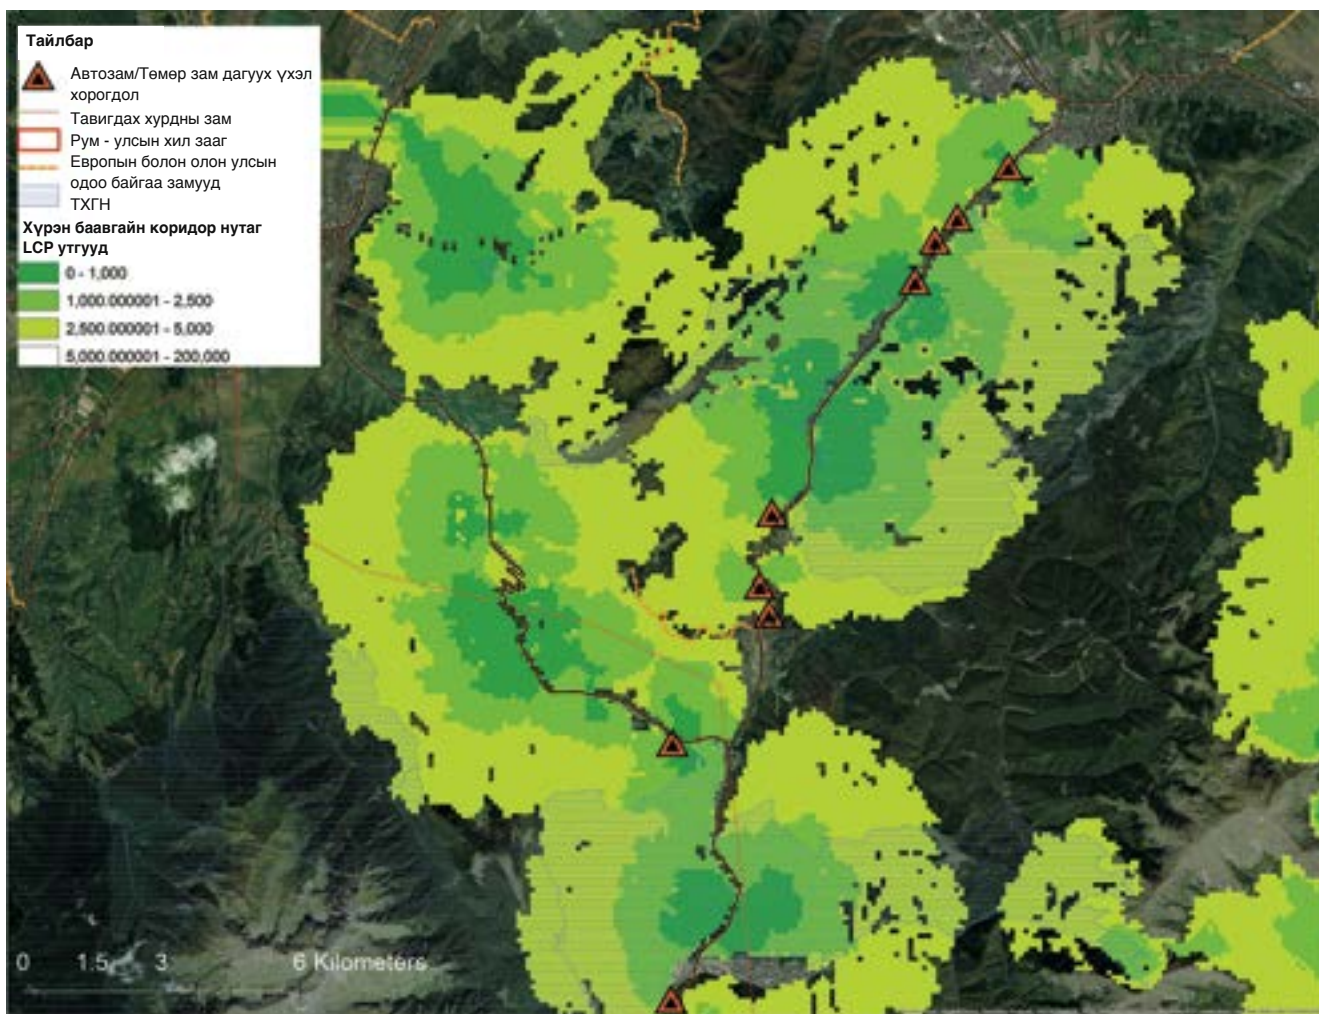 Тайлбар
Автозам/Төмөр зам дагуух үхэл
хорогдол
Тавигдах хурдны зам
Рум - улсын хил зааг
Европын болон олон улсын
одоо байгаа замууд
ТХГН
Хүрэн баавгайн коридор нутаг
LCP утгууд
0 - 1,000
1,000.000001 - 2,500
2,500.000001 - 5,000
5,000.000001 - 200,000
0 1.5 3 6 Kilometers